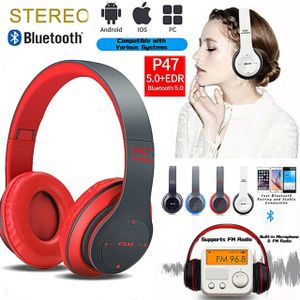 STEREO
Bluetooth®
Android
IOS
PC
Compatible with
Various Systems
P47
5.0+EDR
Bluetooth 5.0
P47
Fast Bluetooth
Pairing and Stable
Connection
Built-in Microphone
& FM Radio
Supports FM Radio
FM 96.8